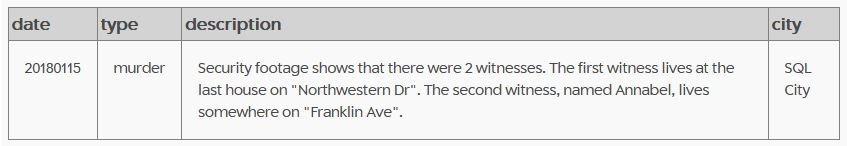 date type description city
20180115 murder Security footage shows that there were 2 witnesses. The first witness lives at the SQL
last house on "Northwestern Dr". The second witness, named Annabel, lives City
somewhere on "Franklin Ave".